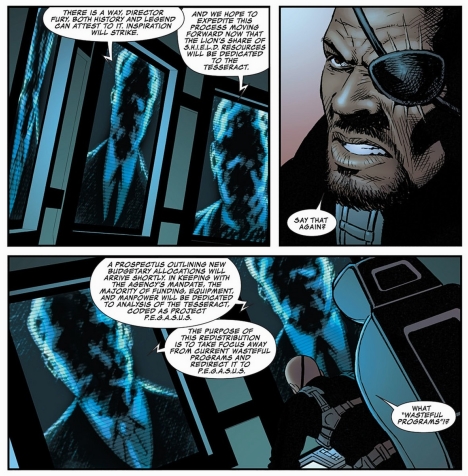 THERE IS A WAY, DIRECTOR
FURY. BOTH HISTORY AND LEGEND
CAN ATTEST TO IT. INSPIRATION
WILL STRIKE.
AND WE HOPE TO
EXPEDITE THIS
PROCESS MOVING
FORWARD NOW THAT
THE LION'S SHARE OF
S.H.I.E.L.D. RESOURCES
WILL BE DEDICATED
TO THE
TESSERACT.
SAY THAT
AGAIN?
A PROSPECTUS OUTLINING NEW
BUDGETARY ALLOCATIONS WILL
ARRIVE SHORTLY. IN KEEPING WITH
THE AGENCY'S MANDATE, THE
MAJORITY OF FUNDING, EQUIPMENT,
AND MANPOWER WILL BE DEDICATED
TO ANALYSIS OF THE TESSERACT,
CODED AS PROJECT
P.E.G.A.S.U.S.
THE PURPOSE OF THIS
REDISTRIBUTION
IS TO TAKE FOCUS AWAY
FROM CURRENT WASTEFUL
PROGRAMS AND
REDIRECT IT TO
P.E.G.A.S.U.S.
WHAT
"WASTEFUL
PROGRAMS"!?